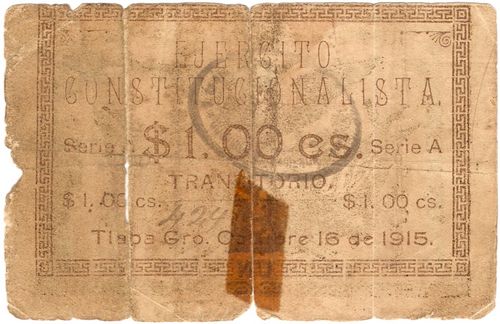 EJERCITO
CONSTITUCIONALISTA.
Serie A $1.00 cs. Serie A
TRANSITORIO.
$1.00 cs. $1.00 cs.
Tlapa Gro. Octubre 16 de 1915.